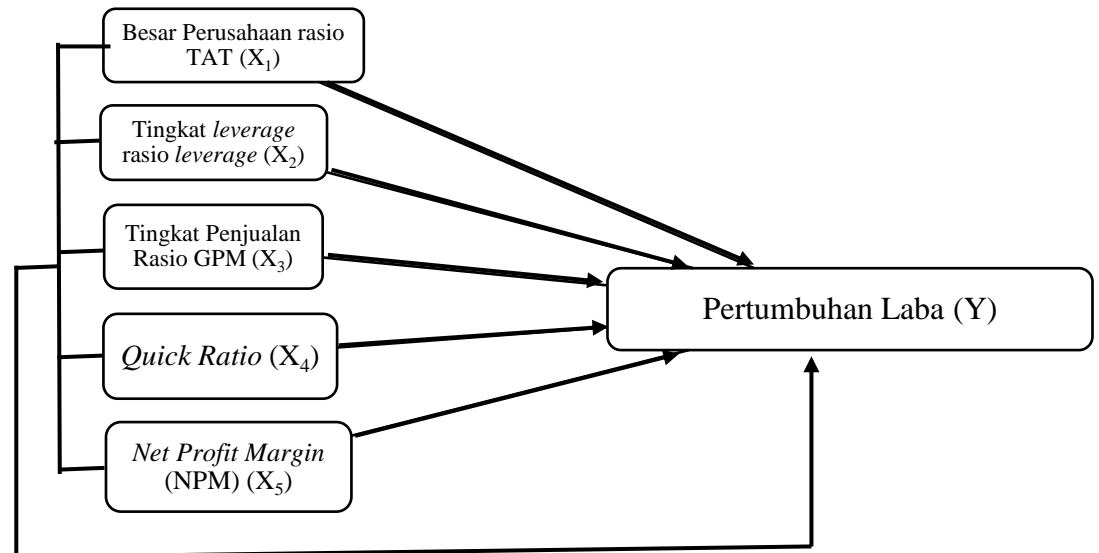 Besar Perusahaan rasio
TAT (X₁)
Tingkat leverage
rasio leverage (X₂)
Tingkat Penjualan
Rasio GPM (X₃)
Quick Ratio (X₄)
Net Profit Margin
(NPM) (X₅)
Pertumbuhan Laba (Y)